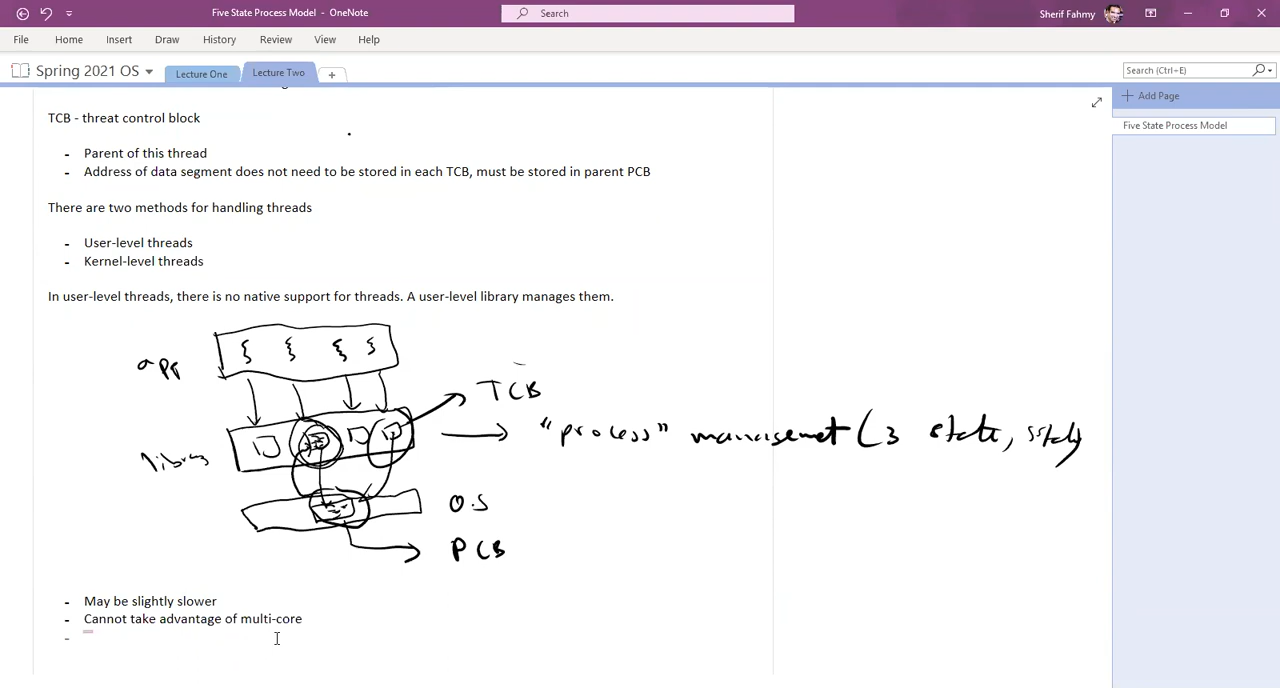 Five State Process Model - OneNote
Search
Sherif Fahmy
File Home Insert Draw History Review View Help
Spring 2021 OS
Lecture One
Lecture Two
Search (Ctrl+E)
Add Page
Five State Process Model
TCB - threat control block
- Parent of this thread
- Address of data segment does not need to be stored in each TCB, must be stored in parent PCB
There are two methods for handling threads
- User-level threads
- Kernel-level threads
In user-level threads, there is no native support for threads. A user-level library manages them.
app
TCB
"process" management (3 state,
library
O.S
PCB
- May be slightly slower
- Cannot take advantage of multi-core
-